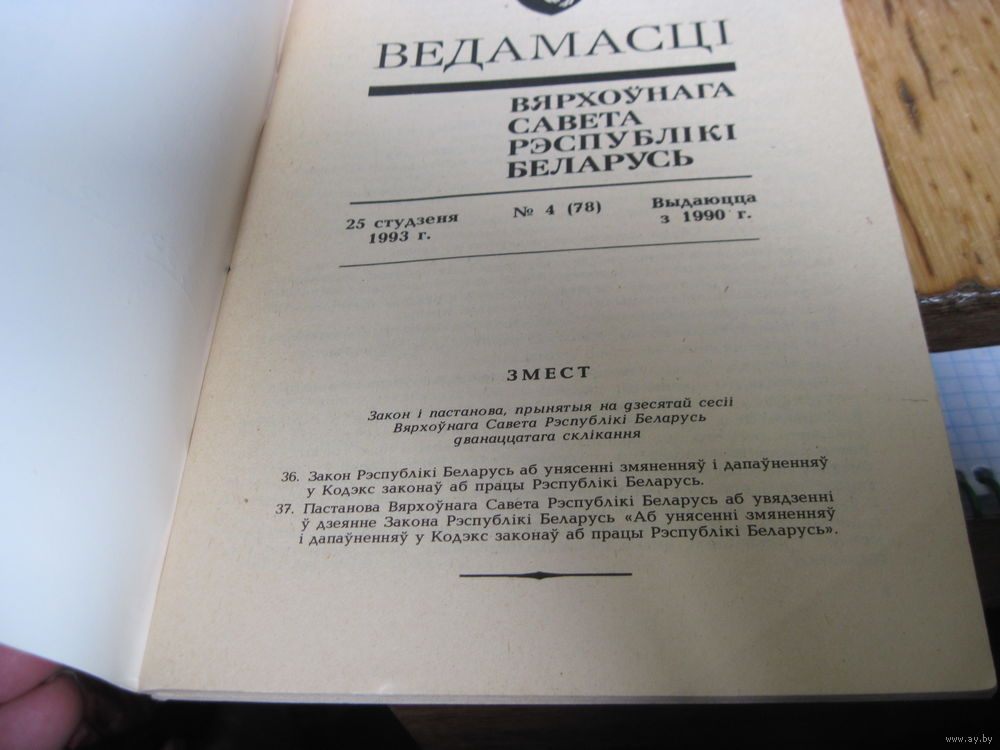 ВЕДАМАСЦІ
ВЯРХОЎНАГА
САВЕТА
РЭСПУБЛІКІ
БЕЛАРУСЬ
25 студзеня
1993 г.
№ 4 (78)
Выдаюцца
з 1990 г.
ЗМЕСТ
Закон і пастанова, прынятыя на дзесятай сесіі
Вярхоўнага Савета Рэспублікі Беларусь
дванаццатага склікання
36. Закон Рэспублікі Беларусь аб унясенні змяненняў і дапаўненняў
у Кодэкс законаў аб працы Рэспублікі Беларусь.
37. Пастанова Вярхоўнага Савета Рэспублікі Беларусь аб увядзенні
ў дзеянне Закона Рэспублікі Беларусь «Аб унясенні змяненняў
і дапаўненняў у Кодэкс законаў аб працы Рэспублікі Беларусь».
www.ay.by